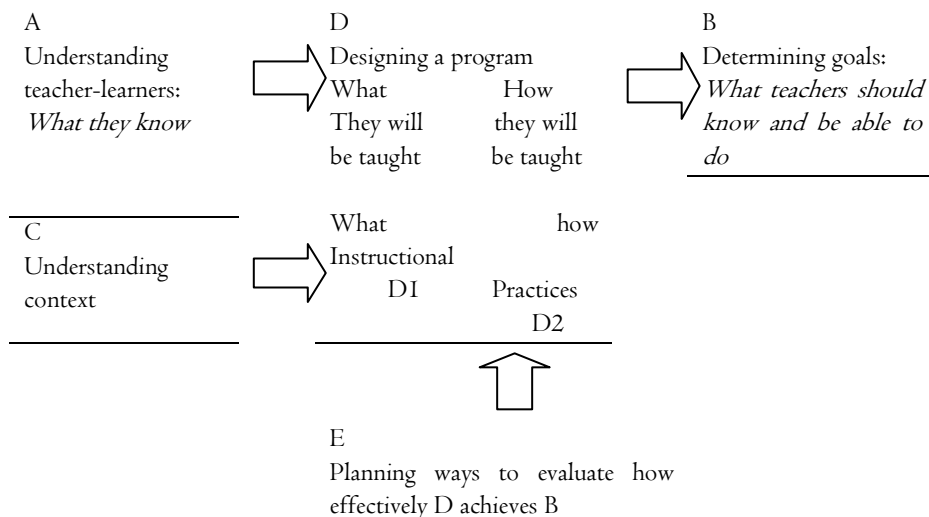 A
Understanding
teacher-learners:
What they know
D
Designing a program
What How
They will they will
be taught be taught
B
Determining goals:
What teachers should
know and be able to
do
C
Understanding
context
What how
Instructional
D1 Practices
D2
E
Planning ways to evaluate how
effectively D achieves B